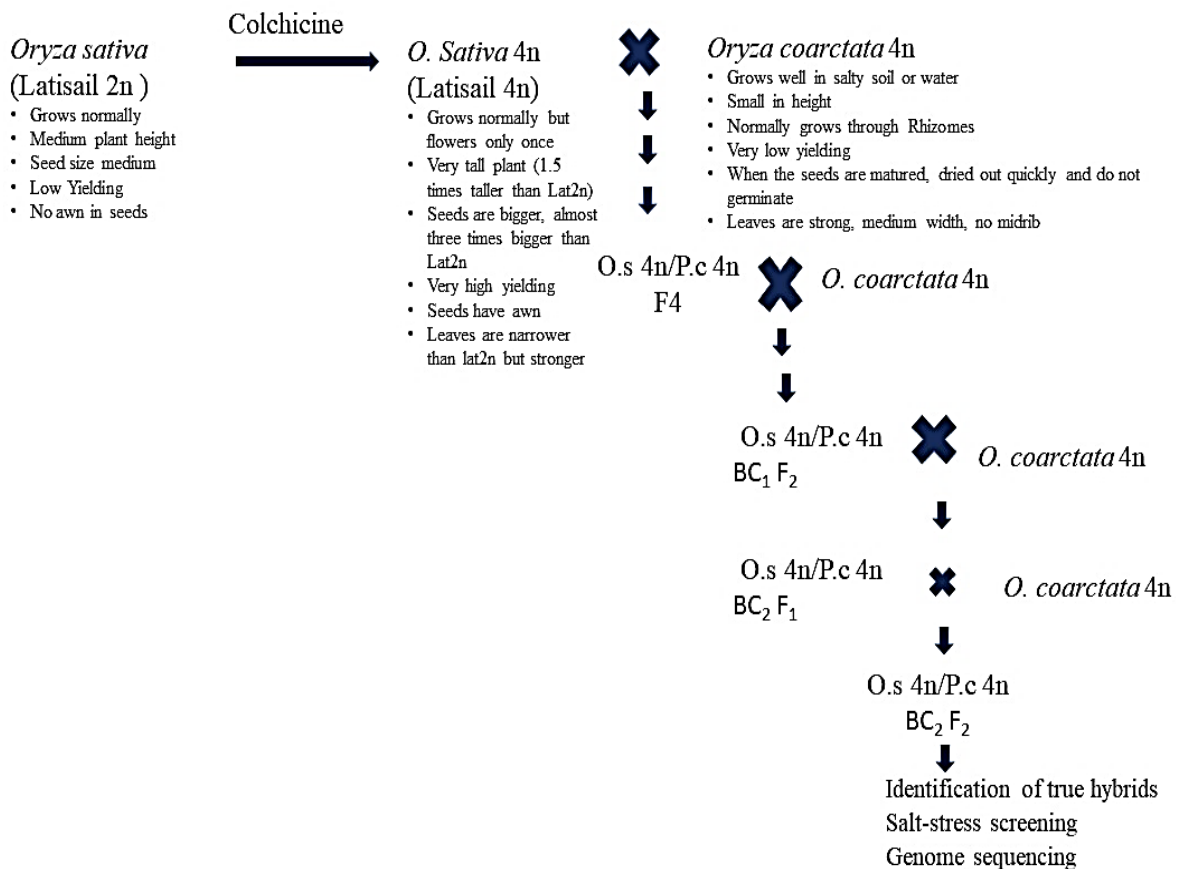 Colchicine
Oryza sativa
(Latisail 2n )
• Grows normally
• Medium plant height
• Seed size medium
• Low Yielding
• No awn in seeds
O. Sativa 4n
(Latisail 4n)
• Grows normally but
flowers only once
• Very tall plant (1.5
times taller than Lat2n)
• Seeds are bigger, almost
three times bigger than
Lat2n
• Very high yielding
• Seeds have awn
• Leaves are narrower
than lat2n but stronger
Oryza coarctata 4n
• Grows well in salty soil or water
• Small in height
• Normally grows through Rhizomes
• Very low yielding
• When the seeds are matured, dried out quickly and do not
germinate
• Leaves are strong, medium width, no midrib
O.s 4n/P.c 4n
F4
O. coarctata 4n
O.s 4n/P.c 4n
BC₁ F₂
O. coarctata 4n
O.s 4n/P.c 4n
BC₂ F₁
O. coarctata 4n
O.s 4n/P.c 4n
BC₂ F₂
Identification of true hybrids
Salt-stress screening
Genome sequencing